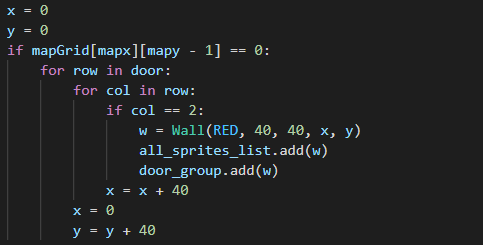 x = 0
y = 0
if mapGrid[mapx][mapy - 1] == 0:
    for row in door:
        for col in row:
            if col == 2:
                w = Wall(RED, 40, 40, x, y)
                all_sprites_list.add(w)
                door_group.add(w)
            x = x + 40
        x = 0
        y = y + 40